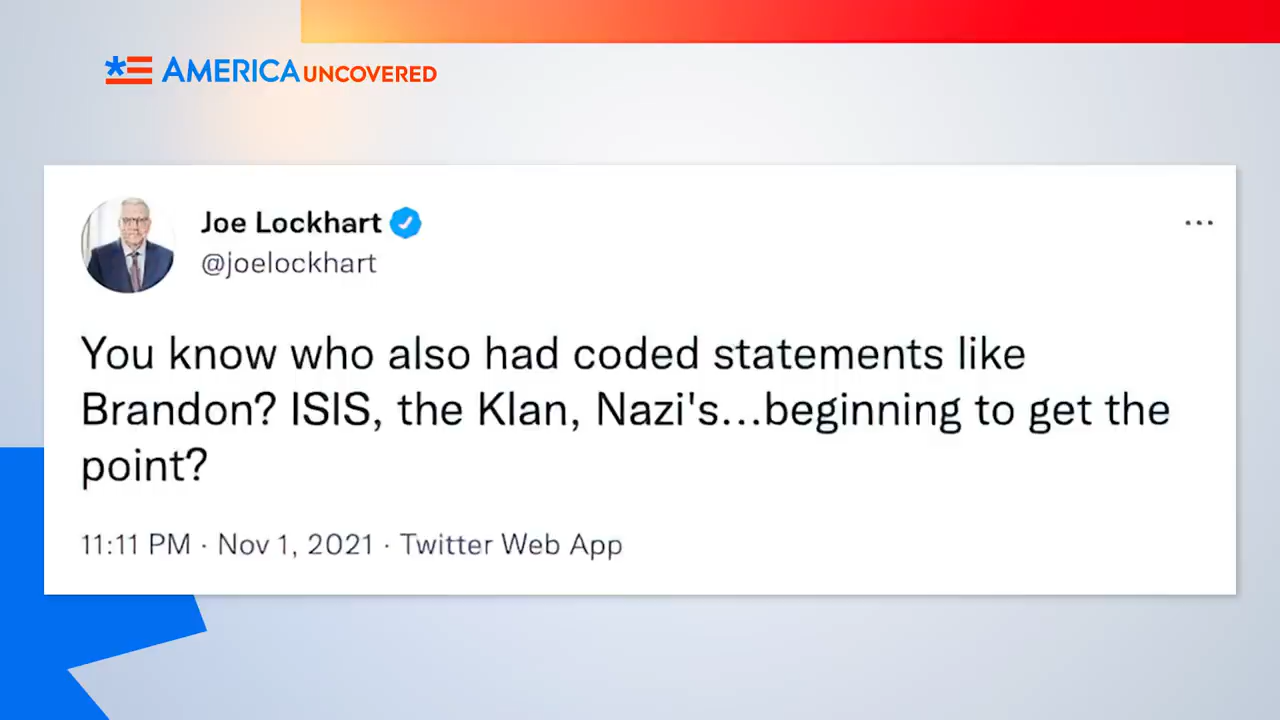 AMERICA UNCOVERED
Joe Lockhart
@joelockhart
You know who also had coded statements like
Brandon? ISIS, the Klan, Nazi's...beginning to get the
point?
11:11 PM · Nov 1, 2021 · Twitter Web App